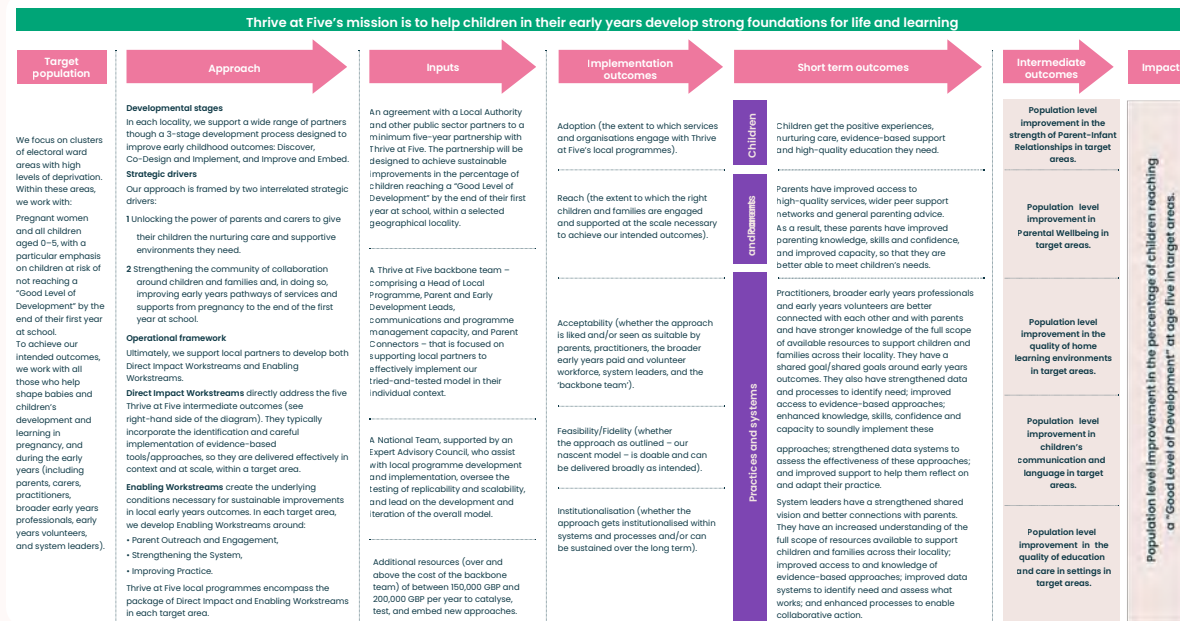 Thrive at Five’s mission is to help children in their early years develop strong foundations for life and learning
Target
population
Approach
Inputs
Implementation
outcomes
Short term outcomes
Intermediate
outcomes
Impact
We focus on clusters
of electoral ward
areas with high
levels of deprivation.
Within these areas,
we work with:
Pregnant women
and all children
aged 0–5, with a
particular emphasis
on children at risk of
not reaching a
“Good Level of
Development” by the
end of their first year
at school.
To achieve our
intended outcomes,
we work with all
those who help
shape babies and
children’s
development and
learning in
pregnancy, and
during the early
years (including
parents, carers,
practitioners,
broader early years
professionals, early
years volunteers,
and system leaders).
Developmental stages
In each locality, we support a wide range of partners
though a 3-stage development process designed to
improve early childhood outcomes: Discover,
Co-Design and Implement, and Improve and Embed.
Strategic drivers
Our approach is framed by two interrelated strategic
drivers:
1 Unlocking the power of parents and carers to give
their children the nurturing care and supportive
environments they need.
2 Strengthening the community of collaboration
around children and families and, in doing so,
improving early years pathways of services and
supports from pregnancy to the end of the first
year at school.
Operational framework
Ultimately, we support local partners to develop both
Direct Impact Workstreams and Enabling
Workstreams.
Direct Impact Workstreams directly address the five
Thrive at Five intermediate outcomes (see
right-hand side of the diagram). They typically
incorporate the identification and careful
implementation of evidence-based
tools/approaches, so they are delivered effectively in
context and at scale, within a target area.
Enabling Workstreams create the underlying
conditions necessary for sustainable improvements
in local early years outcomes. In each target area,
we develop Enabling Workstreams around:
• Parent Outreach and Engagement,
• Strengthening the System,
• Improving Practice.
Thrive at Five local programmes encompass the
package of Direct Impact and Enabling Workstreams
in each target area.
An agreement with a Local Authority
and other public sector partners to a
minimum five-year partnership with
Thrive at Five. The partnership will be
designed to achieve sustainable
improvements in the percentage of
children reaching a “Good Level of
Development” by the end of their first
year at school, within a selected
geographical locality.
A Thrive at Five backbone team –
comprising a Head of Local
Programme, Parent and Early
Development Leads,
communications and programme
management capacity, and Parent
Connectors – that is focused on
supporting local partners to
effectively implement our
tried-and-tested model in their
individual context.
A National Team, supported by an
Expert Advisory Council, who assist
with local programme development
and implementation, oversee the
testing of replicability and scalability,
and lead on the development and
iteration of the overall model.
Additional resources (over and
above the cost of the backbone
team) of between 150,000 GBP and
200,000 GBP per year to catalyse,
test, and embed new approaches.
Adoption (the extent to which services
and organisations engage with Thrive
at Five’s local programmes).
Reach (the extent to which the right
children and families are engaged
and supported at the scale necessary
to achieve our intended outcomes).
Acceptability (whether the approach
is liked and/or seen as suitable by
parents, practitioners, the broader
early years paid and volunteer
workforce, system leaders, and the
‘backbone team’).
Feasibility/Fidelity (whether
the approach as outlined – our
nascent model – is doable and can
be delivered broadly as intended).
Institutionalisation (whether the
approach gets institutionalised within
systems and processes and/or can
be sustained over the long term).
Children
Children get the positive experiences,
nurturing care, evidence-based support
and high-quality education they need.
Parents have improved access to
high-quality services, wider peer support
networks and general parenting advice.
As a result, these parents have improved
parenting knowledge, skills and confidence,
and improved capacity, so that they are
better able to meet children’s needs.
Practices and systems
Practitioners, broader early years professionals
and early years volunteers are better
connected with each other and with parents
and have stronger knowledge of the full scope
of available resources to support children and
families across their locality. They have a
shared goal/shared goals around early years
outcomes. They also have strengthened data
and processes to identify need; improved
access to evidence-based approaches;
enhanced knowledge, skills, confidence and
capacity to soundly implement these
approaches; strengthened data systems to
assess the effectiveness of these approaches;
and improved support to help them reflect on
and adapt their practice.
System leaders have a strengthened shared
vision and better connections with parents.
They have an increased understanding of the
full scope of resources available to support
children and families across their locality;
improved access to and knowledge of
evidence-based approaches; improved data
systems to identify need and assess what
works; and enhanced processes to enable
collaborative action.
Population level
improvement in the
strength of Parent-Infant
Relationships in target
areas.
Population level
improvement in
Parental Wellbeing in
target areas.
Population level
improvement in the
quality of home
learning environments
in target areas.
Population level
improvement in
children’s
communication and
language in target
areas.
Population level
improvement in the
quality of education
and care in settings in
target areas.
Population level improvement in the percentage of children reaching
a “Good Level of Development” at age five in target areas.